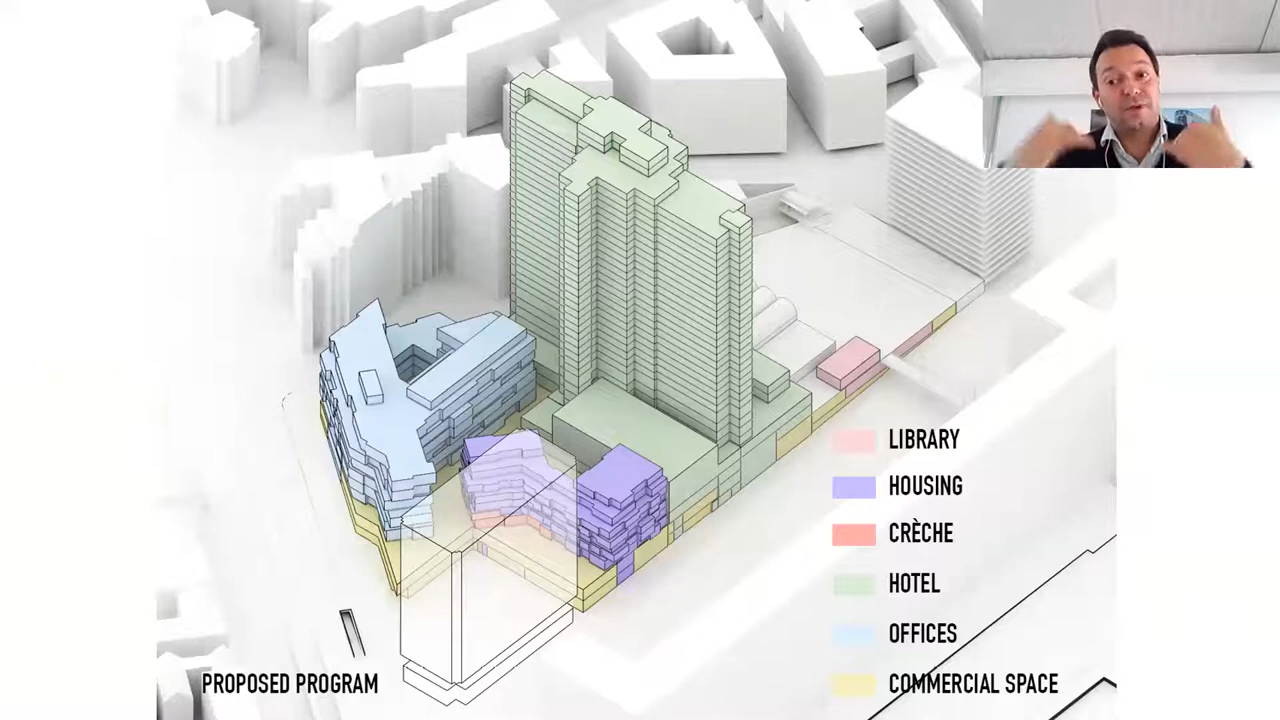 LIBRARY
HOUSING
CRÈCHE
HOTEL
OFFICES
COMMERCIAL SPACE
PROPOSED PROGRAM